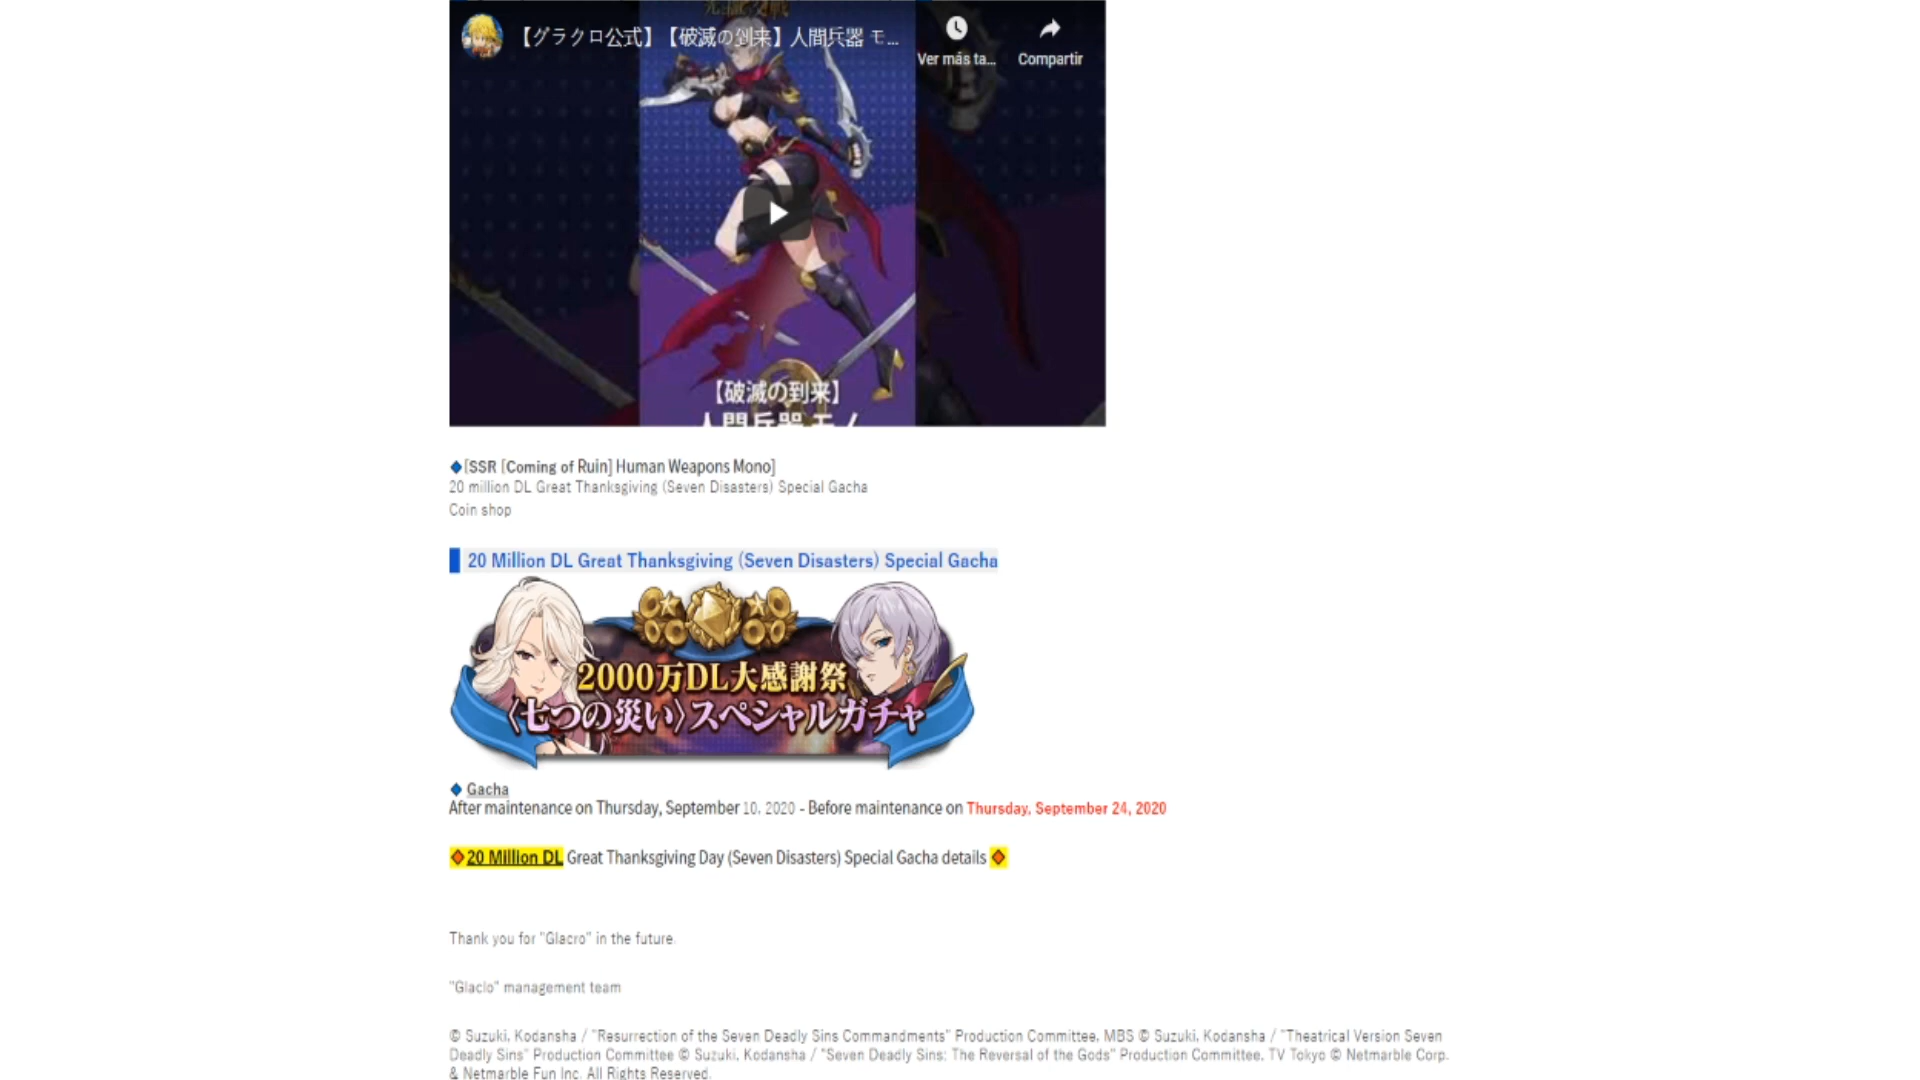 【グラクロ公式】【破滅の到来】人間兵器 モ...
Ver más ta...
Compartir
【破滅の到来】
人間兵器 モノ
◆[SSR [Coming of Ruin] Human Weapons Mono]
20 million DL Great Thanksgiving (Seven Disasters) Special Gacha
Coin shop
20 Million DL Great Thanksgiving (Seven Disasters) Special Gacha
2000万DL大感謝祭
〈七つの災い〉スペシャルガチャ
◆ Gacha
After maintenance on Thursday, September 10, 2020 - Before maintenance on Thursday, September 24, 2020
20 Million DL Great Thanksgiving Day (Seven Disasters) Special Gacha details
Thank you for "Glacro" in the future.
"Glaclo" management team
© Suzuki, Kodansha / "Resurrection of the Seven Deadly Sins Commandments" Production Committee, MBS © Suzuki, Kodansha / "Theatrical Version Seven
Deadly Sins" Production Committee © Suzuki, Kodansha / "Seven Deadly Sins: The Reversal of the Gods" Production Committee, TV Tokyo © Netmarble Corp.
& Netmarble Fun Inc. All Rights Reserved.